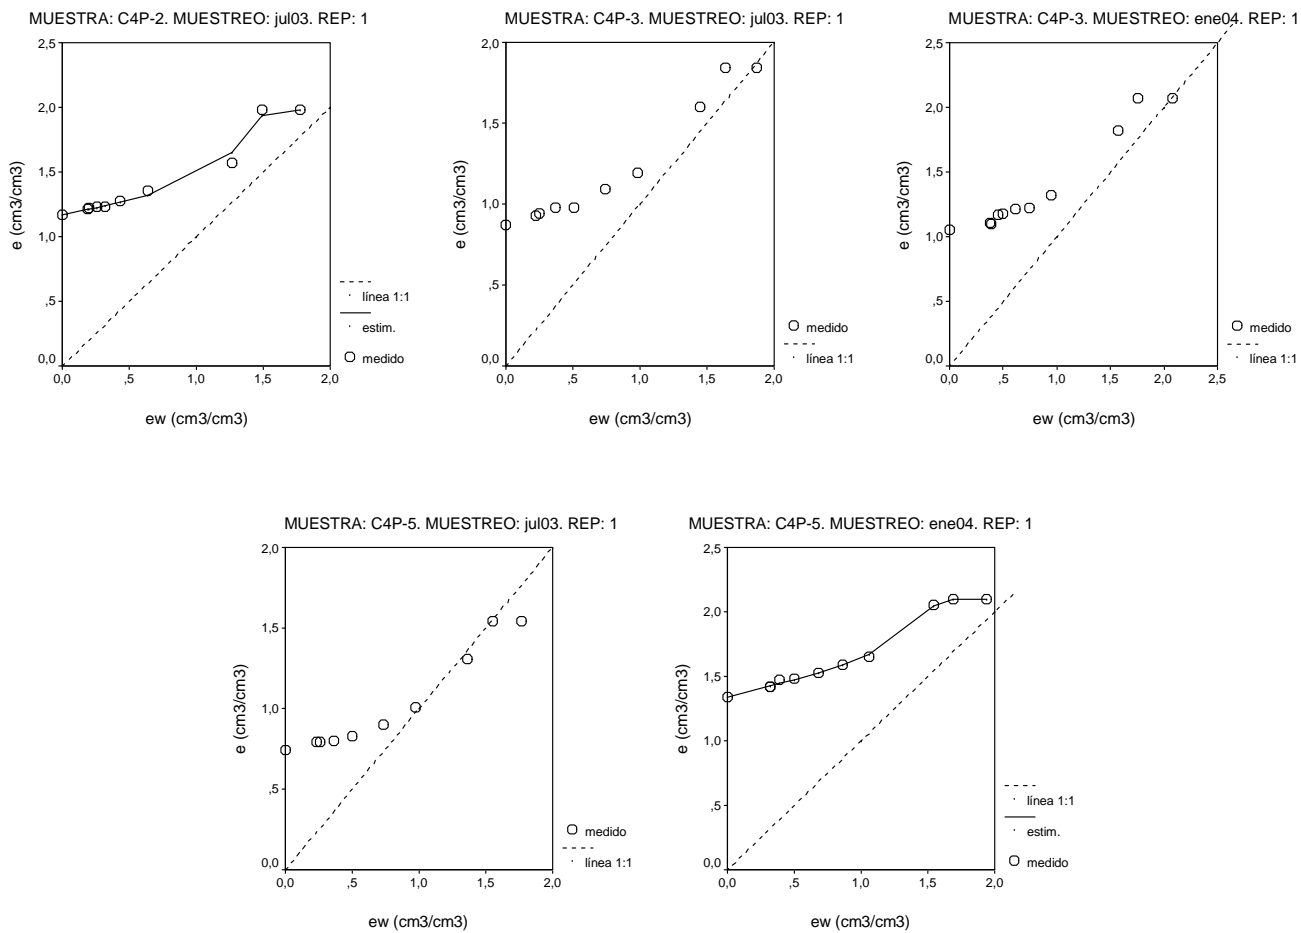 MUESTRA: C4P-2. MUESTREO: jul03. REP: 1
2,5
2,0
1,5
1,0
,5
0,0
e (cm3/cm3)
0,0 ,5 1,0 1,5 2,0
ew (cm3/cm3)
línea 1:1
estim.
medido
MUESTRA: C4P-3. MUESTREO: jul03. REP: 1
2,0
1,5
1,0
,5
0,0
e (cm3/cm3)
0,0 ,5 1,0 1,5 2,0
ew (cm3/cm3)
medido
línea 1:1
MUESTRA: C4P-3. MUESTREO: ene04. REP: 1
2,5
2,0
1,5
1,0
,5
0,0
e (cm3/cm3)
0,0 ,5 1,0 1,5 2,0 2,5
ew (cm3/cm3)
medido
línea 1:1
MUESTRA: C4P-5. MUESTREO: jul03. REP: 1
2,0
1,5
1,0
,5
0,0
e (cm3/cm3)
0,0 ,5 1,0 1,5 2,0
ew (cm3/cm3)
medido
línea 1:1
MUESTRA: C4P-5. MUESTREO: ene04. REP: 1
2,5
2,0
1,5
1,0
,5
0,0
e (cm3/cm3)
0,0 ,5 1,0 1,5 2,0
ew (cm3/cm3)
línea 1:1
estim.
medido